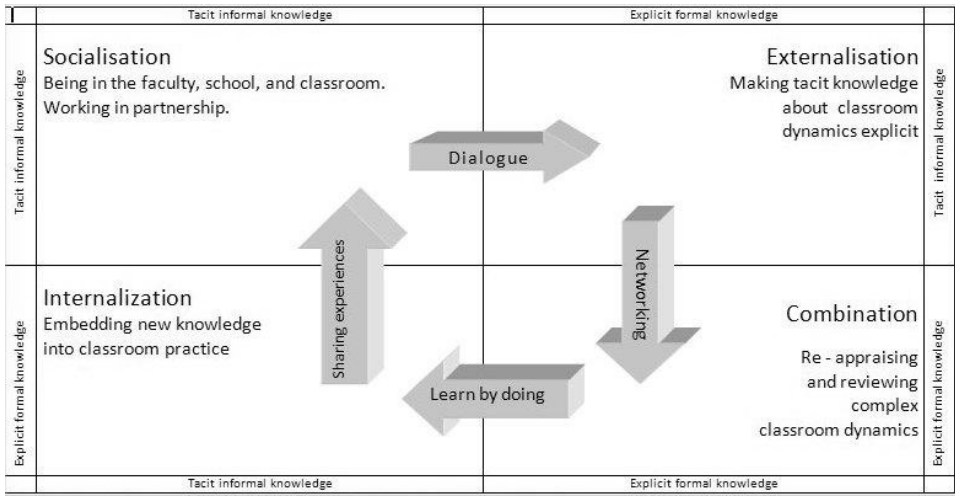 Tacit informal knowledge
Explicit formal knowledge
Tacit informal knowledge
Socialisation
Being in the faculty, school, and classroom.
Working in partnership.
Externalisation
Making tacit knowledge
about classroom
dynamics explicit
Tacit informal knowledge
Dialogue
Sharing experiences
Networking
Explicit formal knowledge
Internalization
Embedding new knowledge
into classroom practice
Learn by doing
Combination
Re - appraising
and reviewing
complex
classroom dynamics
Explicit formal knowledge
Tacit informal knowledge
Explicit formal knowledge